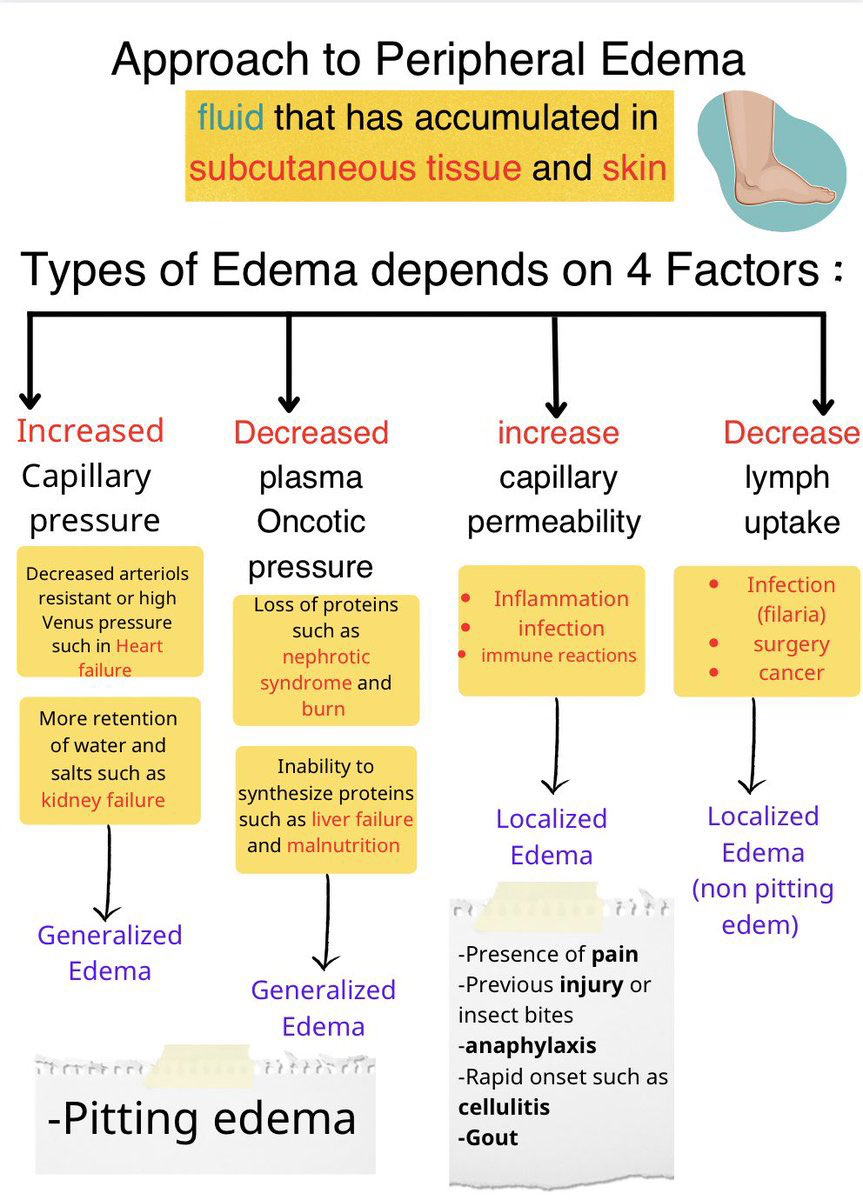 Approach to Peripheral Edema
fluid that has accumulated in
subcutaneous tissue and skin
Types of Edema depends on 4 Factors :
Increased
Capillary
pressure
Decreased arteriols
resistant or high
Venus pressure
such in Heart
failure
More retention
of water and
salts such as
kidney failure
Generalized
Edema
Decreased
plasma
Oncotic
pressure
Loss of proteins
such as
nephrotic
syndrome and
burn
Inability to
synthesize proteins
such as liver failure
and malnutrition
Generalized
Edema
-Pitting edema
increase
capillary
permeability
• Inflammation
• infection
• immune reactions
Localized
Edema
-Presence of pain
-Previous injury or
insect bites
-anaphylaxis
-Rapid onset such as
cellulitis
-Gout
Decrease
lymph
uptake
• Infection
(filaria)
• surgery
• cancer
Localized
Edema
(non pitting
edem)